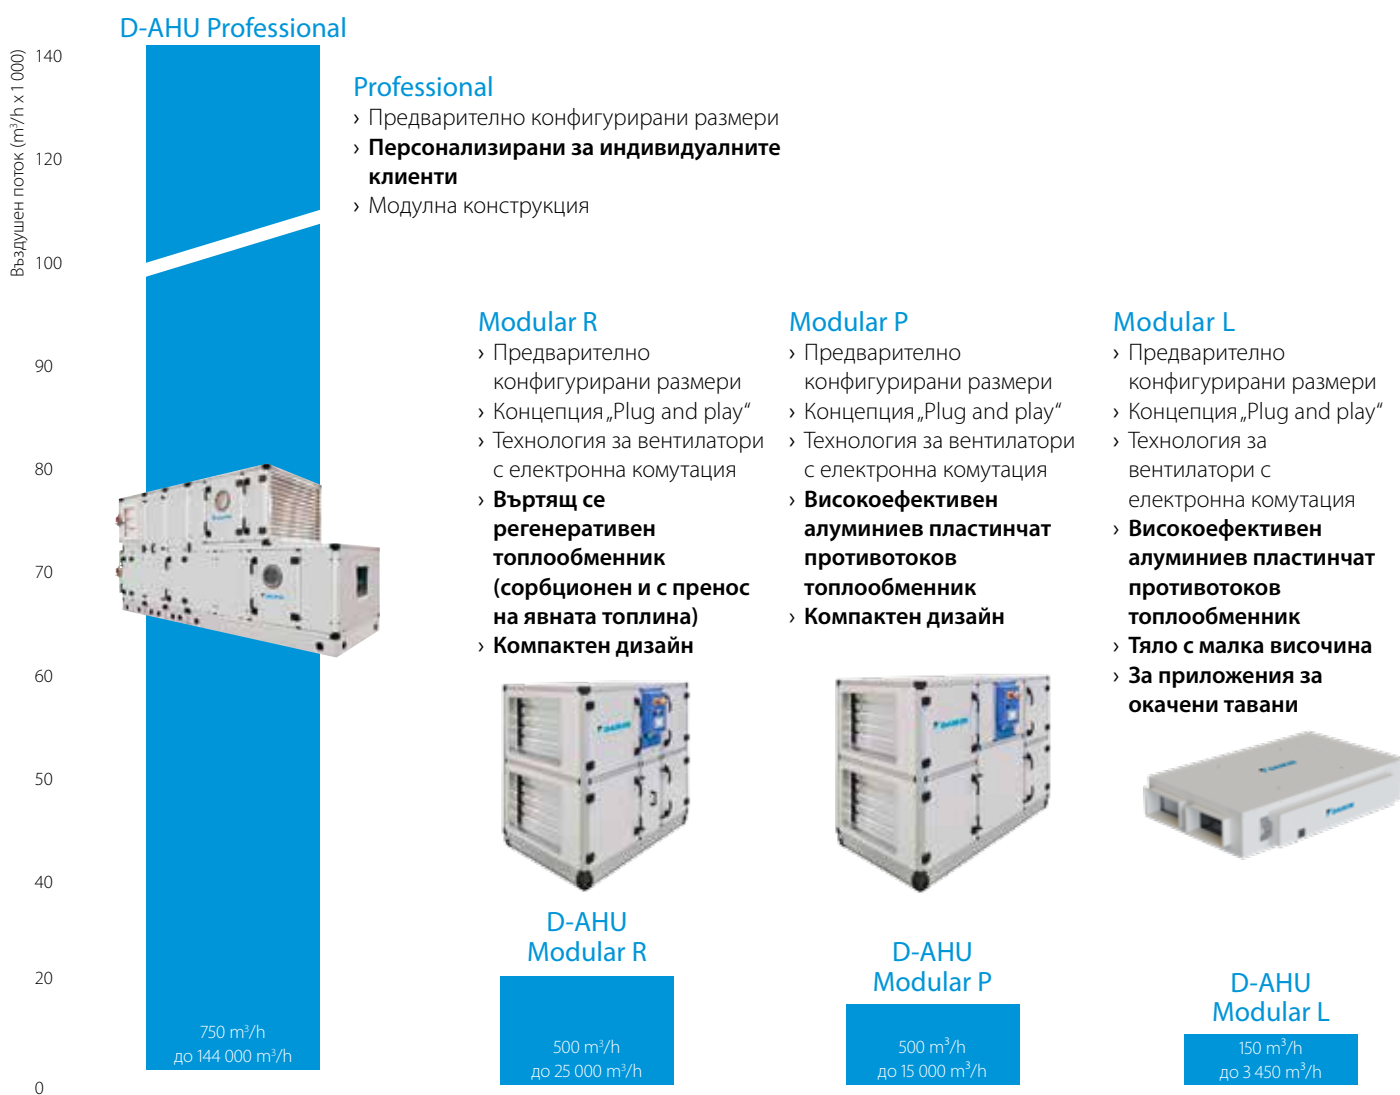 D-AHU Professional
Въздушен поток (m³/h x 1 000)
140
120
100
90
80
70
60
50
40
20
0
Professional
› Предварително конфигурирани размери
› Персонализирани за индивидуалните
клиенти
› Модулна конструкция
750 m³/h
до 144 000 m³/h
Modular R
› Предварително
конфигурирани размери
› Концепция „Plug and play“
› Технология за вентилатори
с електронна комутация
› Въртящ се
регенеративен
топлообменник
(сорбционен и с пренос
на явната топлина)
› Компактен дизайн
DAIKIN
D-AHU
Modular R
500 m³/h
до 25 000 m³/h
Modular P
› Предварително
конфигурирани размери
› Концепция „Plug and play“
› Технология за вентилатори
с електронна комутация
› Високоефективен
алуминиев пластинчат
противотоков
топлообменник
› Компактен дизайн
DAIKIN
D-AHU
Modular P
500 m³/h
до 15 000 m³/h
Modular L
› Предварително
конфигурирани размери
› Концепция „Plug and play“
› Технология за
вентилатори с
електронна комутация
› Високоефективен
алуминиев пластинчат
противотоков
топлообменник
› Тяло с малка височина
› За приложения за
окачени тавани
DAIKIN
DAIKIN
D-AHU
Modular L
150 m³/h
до 3 450 m³/h